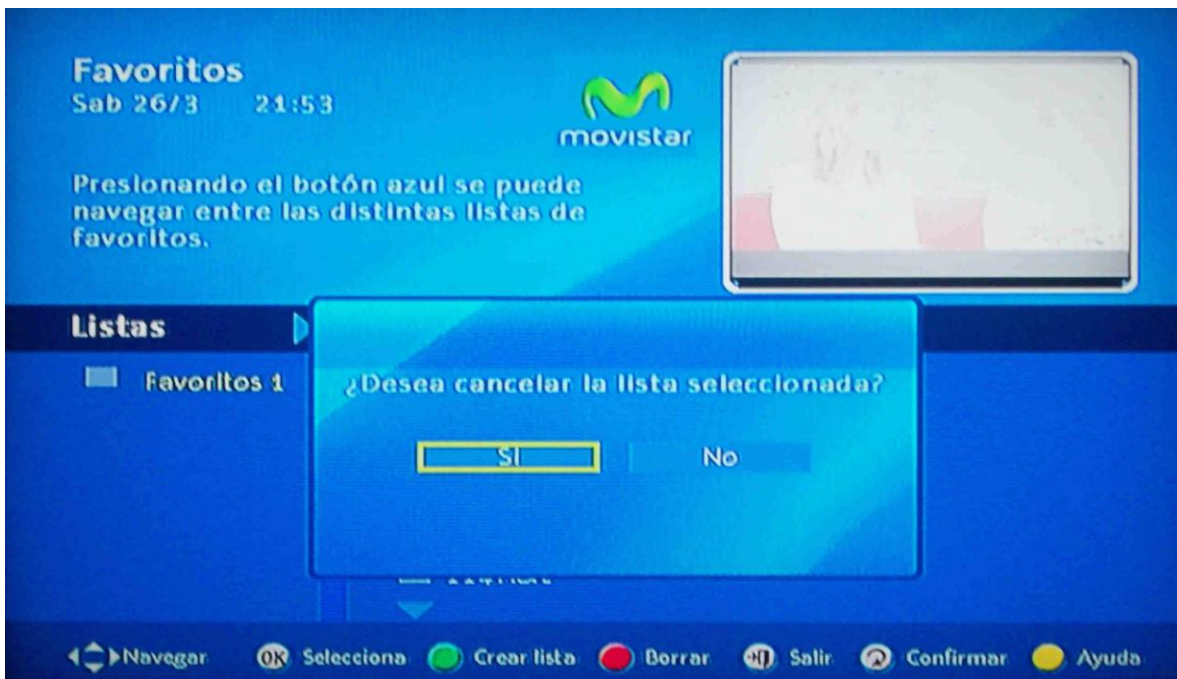 Favoritos
Sab 26/3 21:53
movistar
Presionando el botón azul se puede
navegar entre las distintas listas de
favoritos.
Listas
Favoritos 1
¿Desea cancelar la lista seleccionada?
SI No
Navegar OK Selecciona Crear lista Borrar Salir Confirmar Ayuda